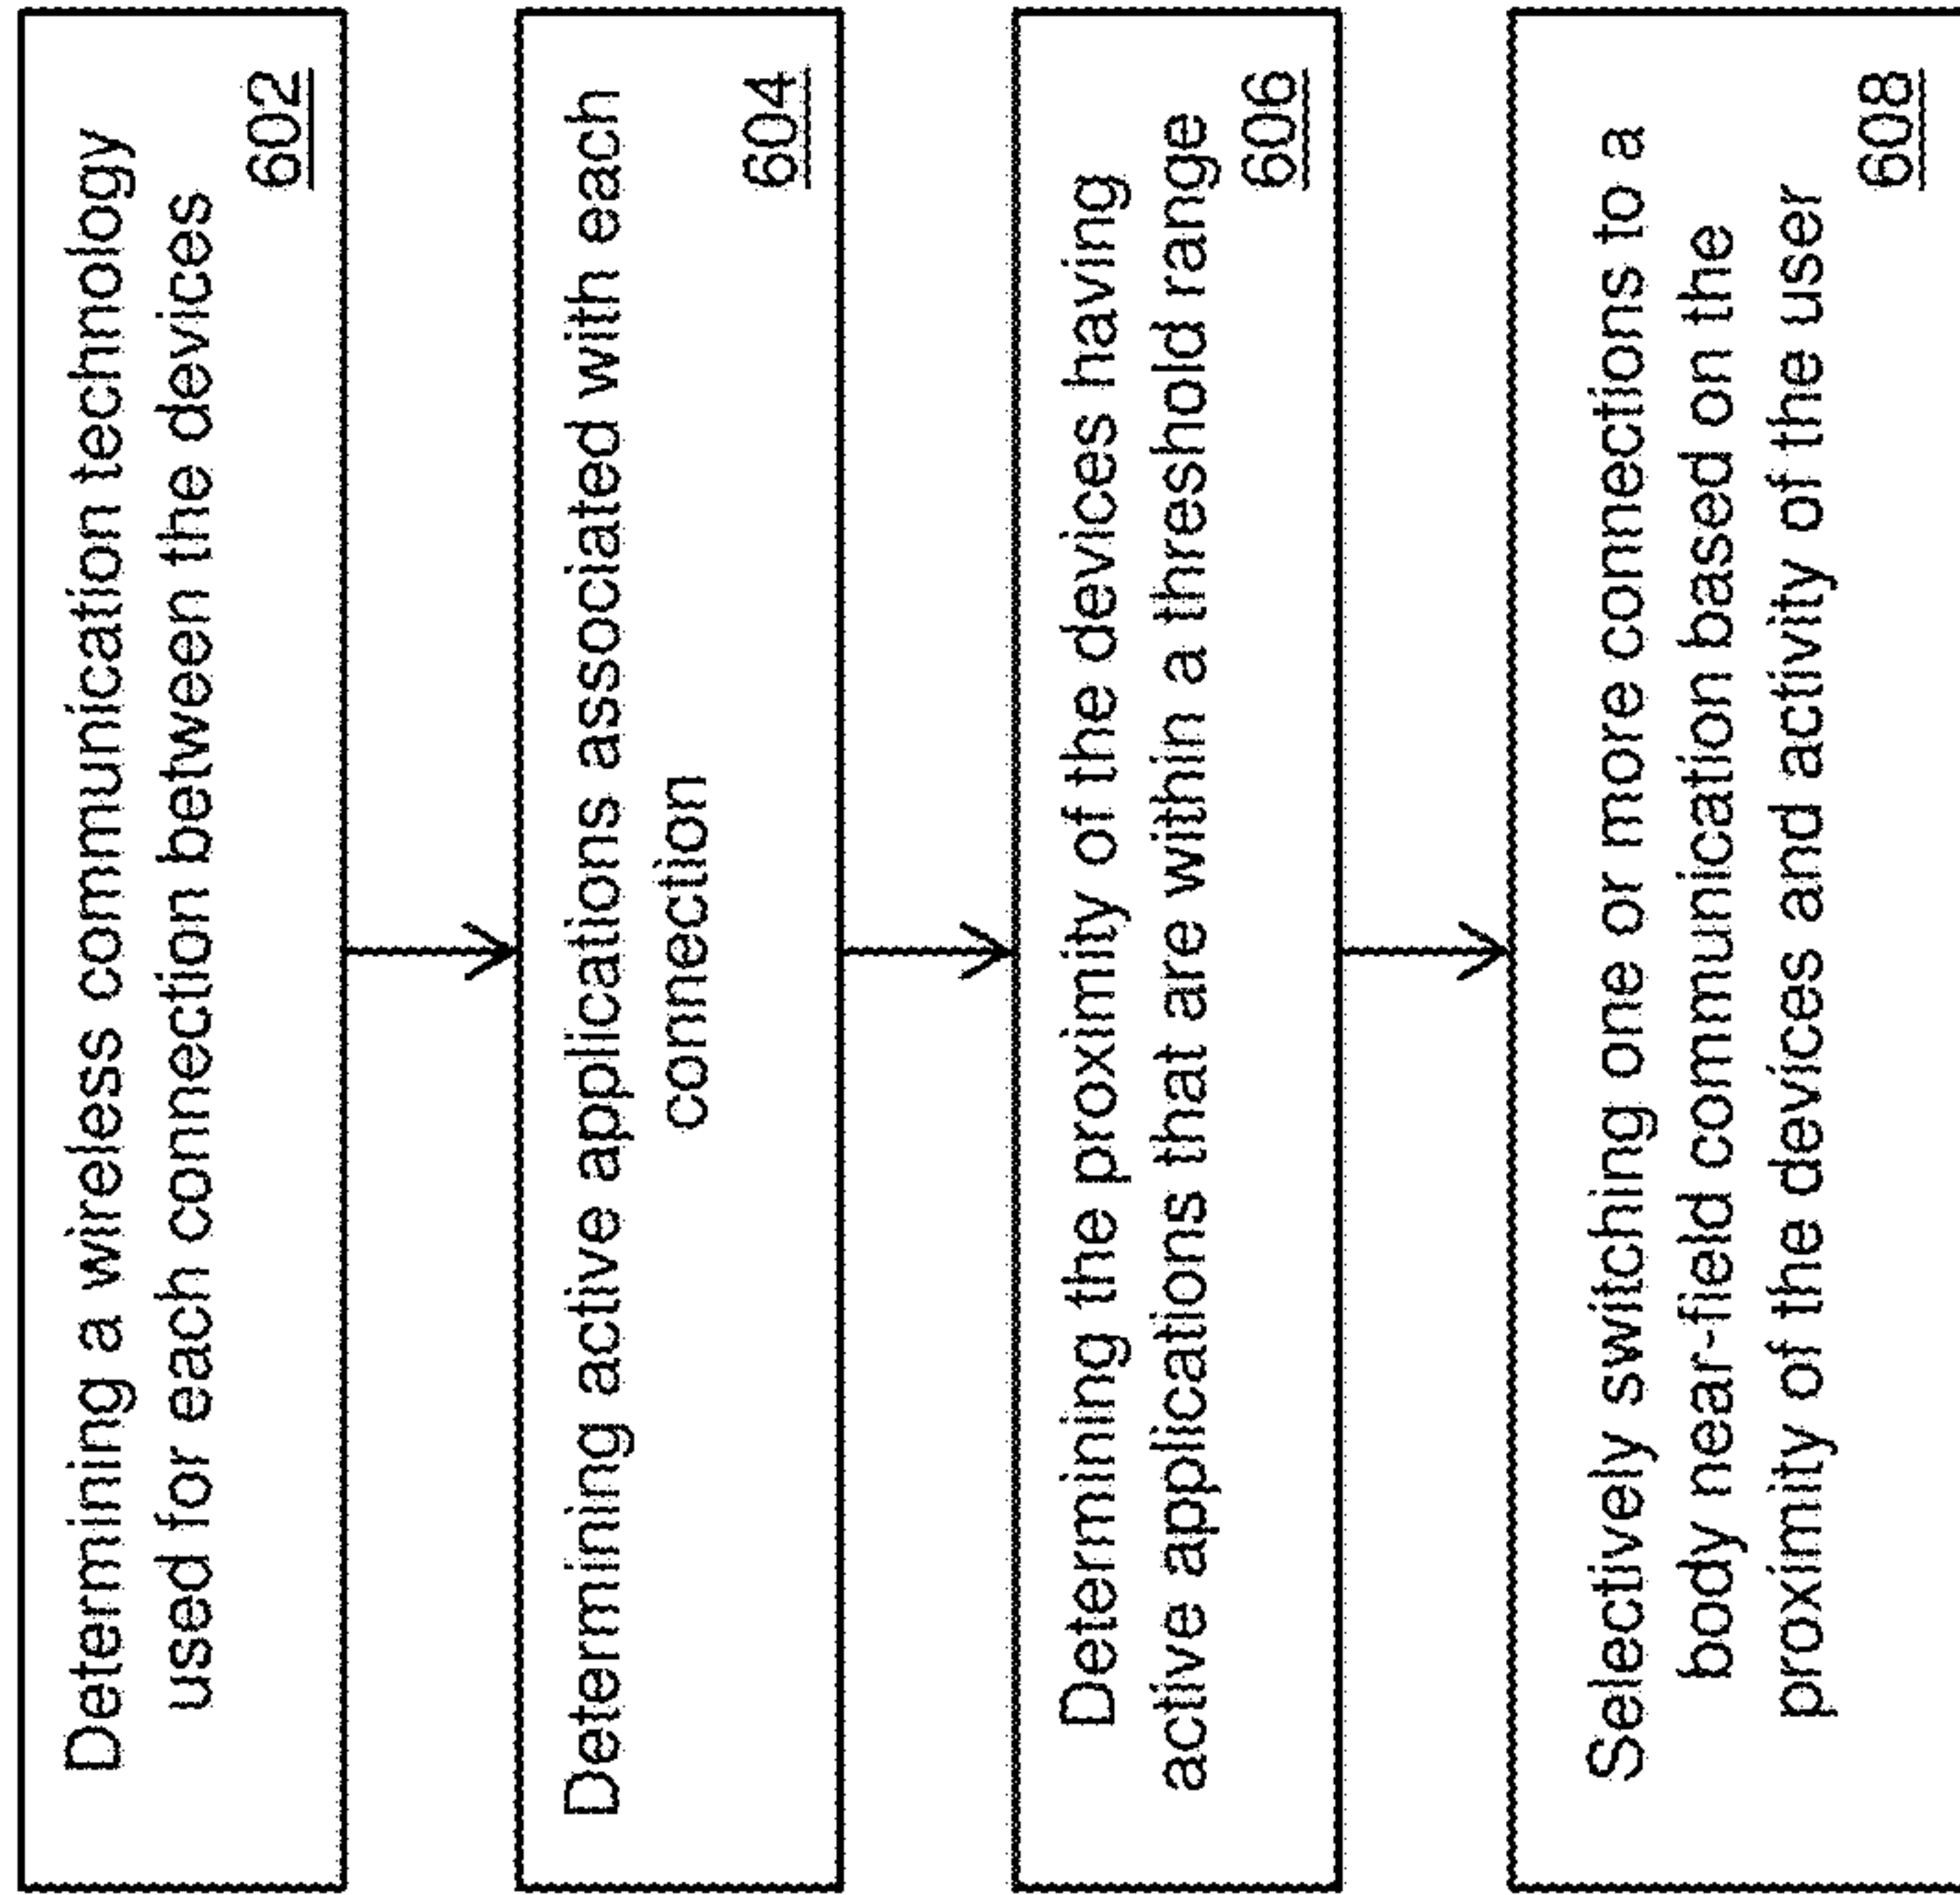 Determining a wireless communication technology
used for each connection between the devices
602
Determining active applications associated with each
connection
604
Determining the proximity of the devices having
active applications that are within a threshold range
606
Selectively switching one or more connections to a
body near-field communication based on the
proximity of the devices and activity of the user
608